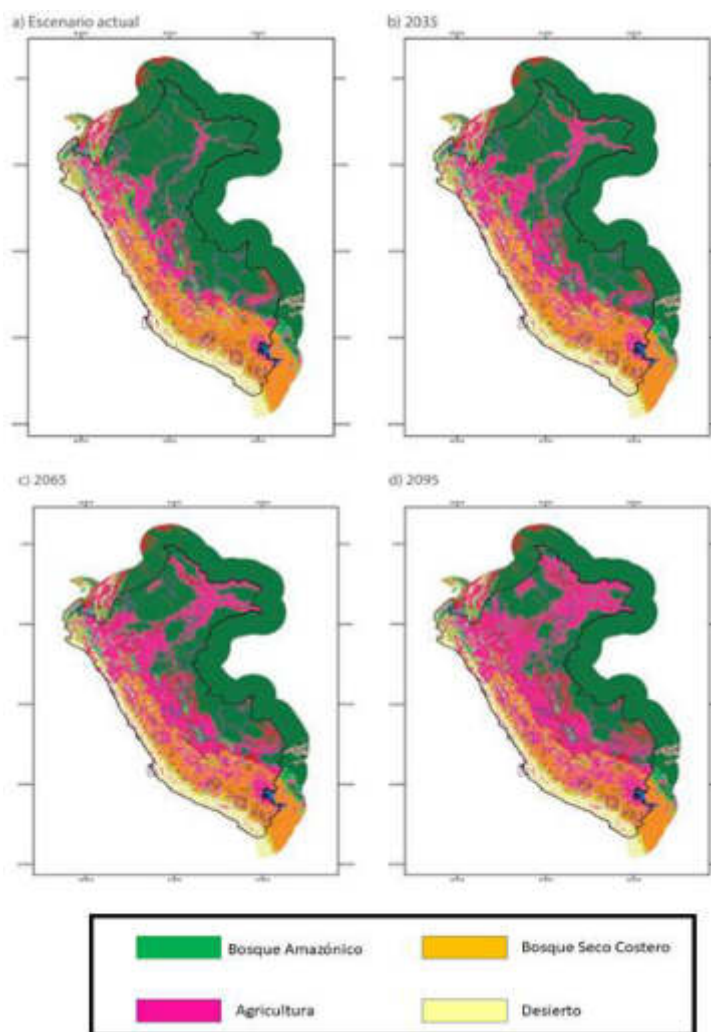 a) Escenario actual
b) 2035
c) 2065
d) 2095
Bosque Amazónico
Bosque Seco Costero
Agricultura
Desierto